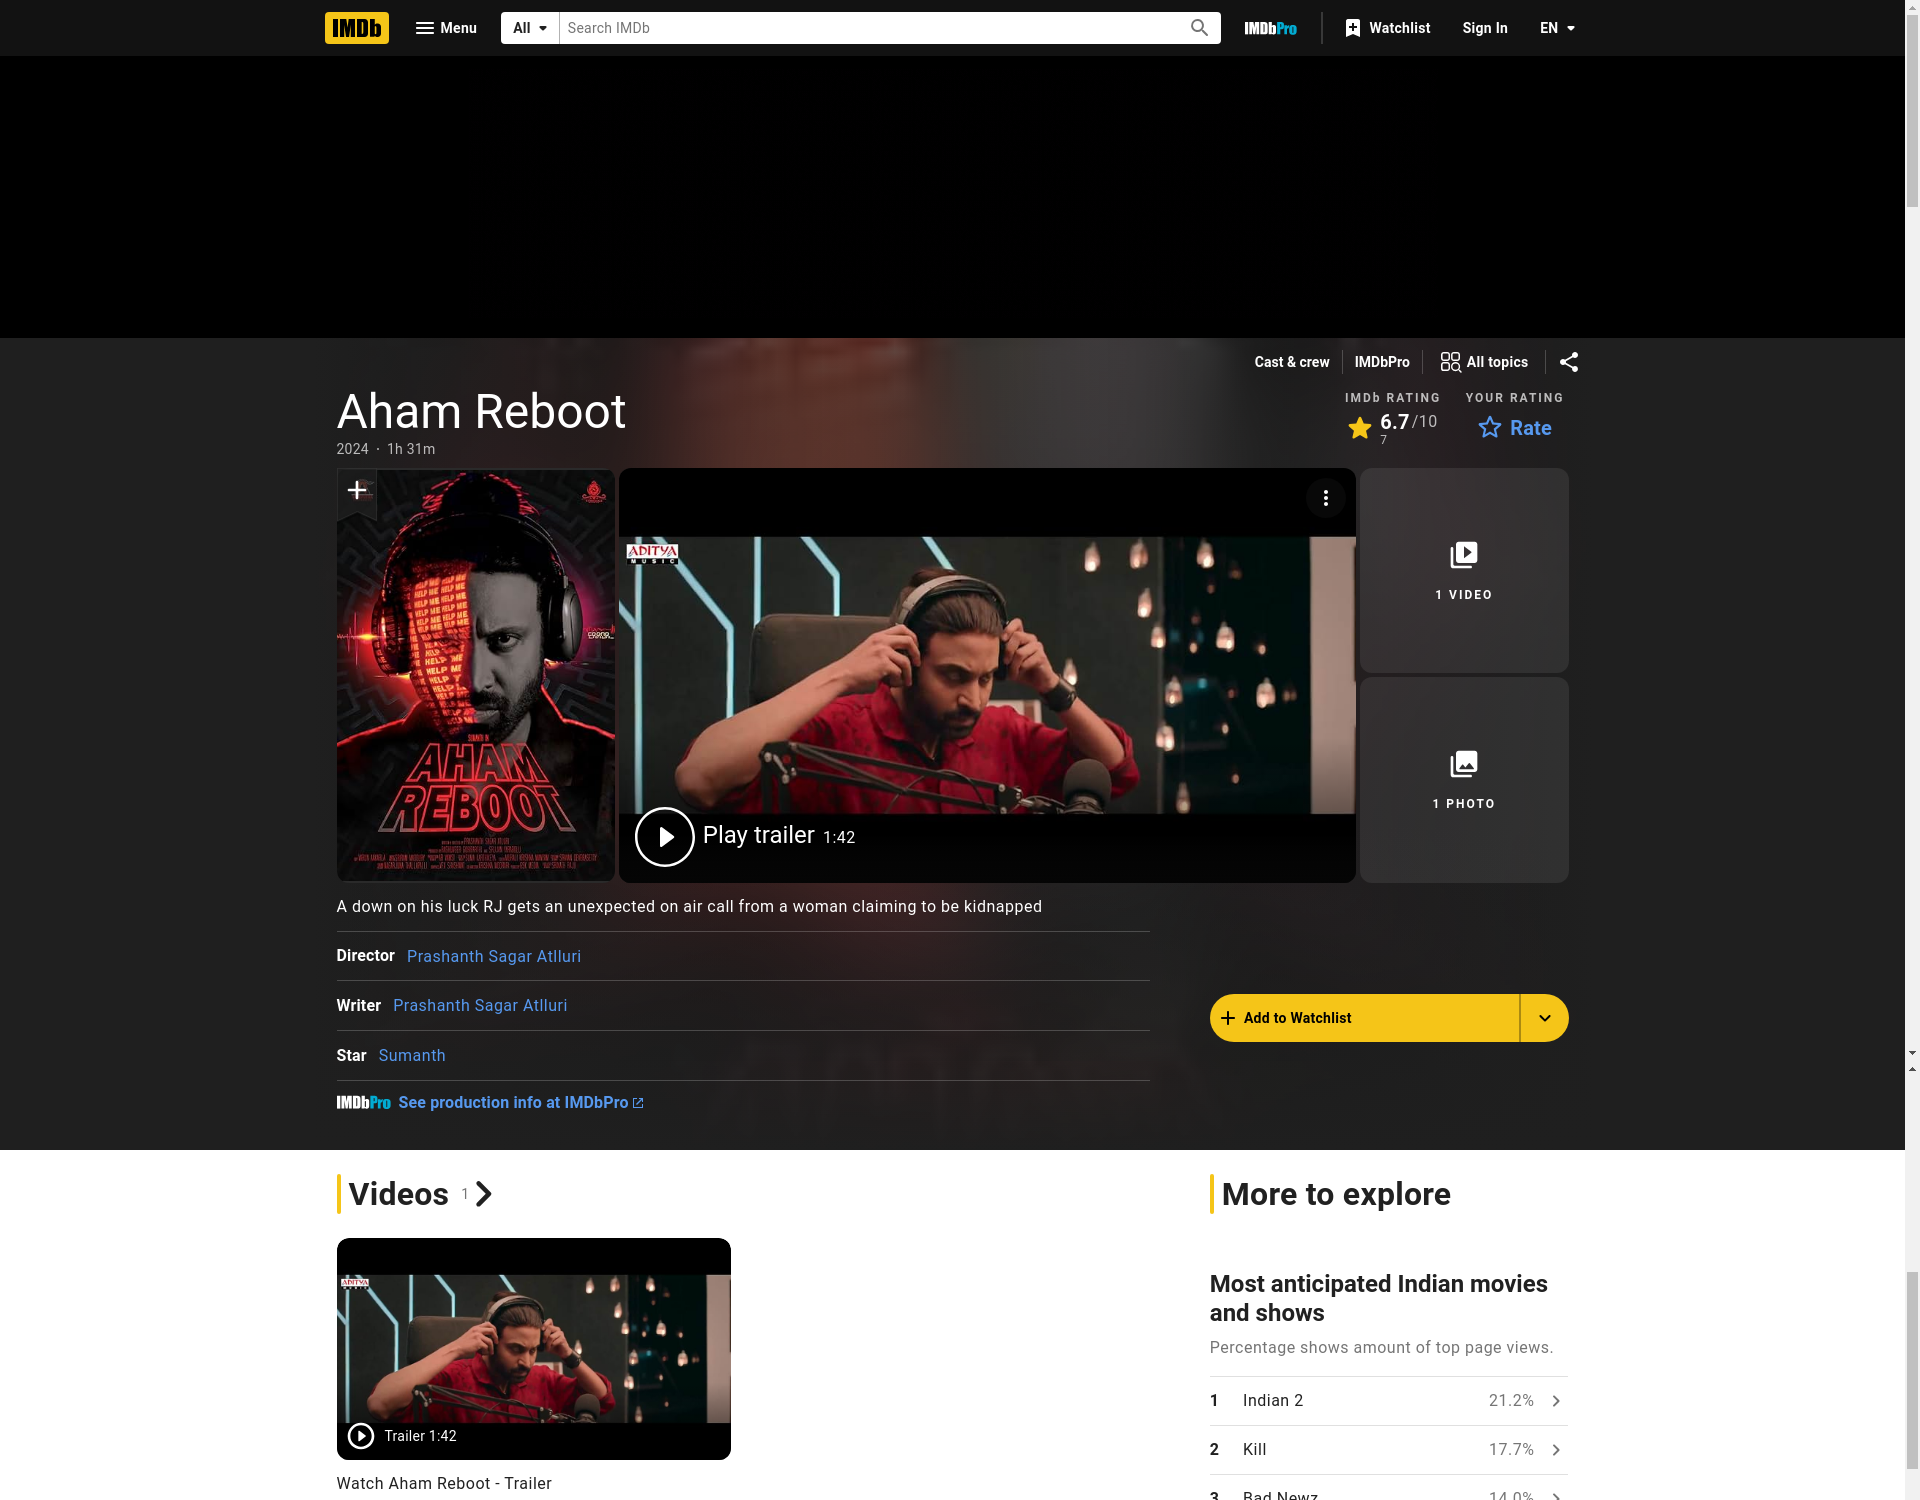 IMDb
Menu
All
Search IMDb
IMDbPro
Watchlist
Sign In
EN
Cast & crew
IMDbPro
All topics
Aham Reboot
2024 · 1h 31m
IMDb RATING
6.7/10
7
YOUR RATING
Rate
HELP ME
ERROR
SUMANTH IN
AHAM
REBOOT
ADITYA
MUSIC
Play trailer 1:42
1 VIDEO
1 PHOTO
A down on his luck RJ gets an unexpected on air call from a woman claiming to be kidnapped
Director Prashanth Sagar Atlluri
Writer Prashanth Sagar Atlluri
Star Sumanth
IMDbPro See production info at IMDbPro
Add to Watchlist
Videos 1
ADITYA
Trailer 1:42
Watch Aham Reboot - Trailer
More to explore
Most anticipated Indian movies
and shows
Percentage shows amount of top page views.
1 Indian 2 21.2%
2 Kill 17.7%
3 Bad Newz 14.0%